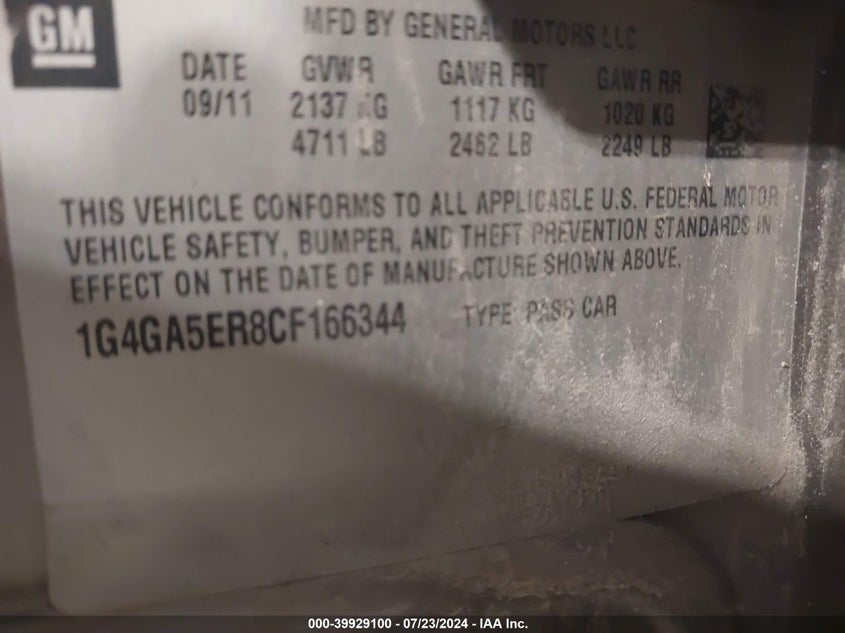 GM
MFD BY GENERAL MOTORS LLC
DATE GVWR GAWR FRT GAWR RR
09/11 2137 KG 1117 KG 1020 KG
4711 LB 2462 LB 2249 LB
THIS VEHICLE CONFORMS TO ALL APPLICABLE U.S. FEDERAL MOTOR
VEHICLE SAFETY, BUMPER, AND THEFT PREVENTION STANDARDS IN
EFFECT ON THE DATE OF MANUFACTURE SHOWN ABOVE.
1G4GA5ER8CF166344 TYPE: PASS CAR
000-39929100 - 07/23/2024 - IAA Inc.